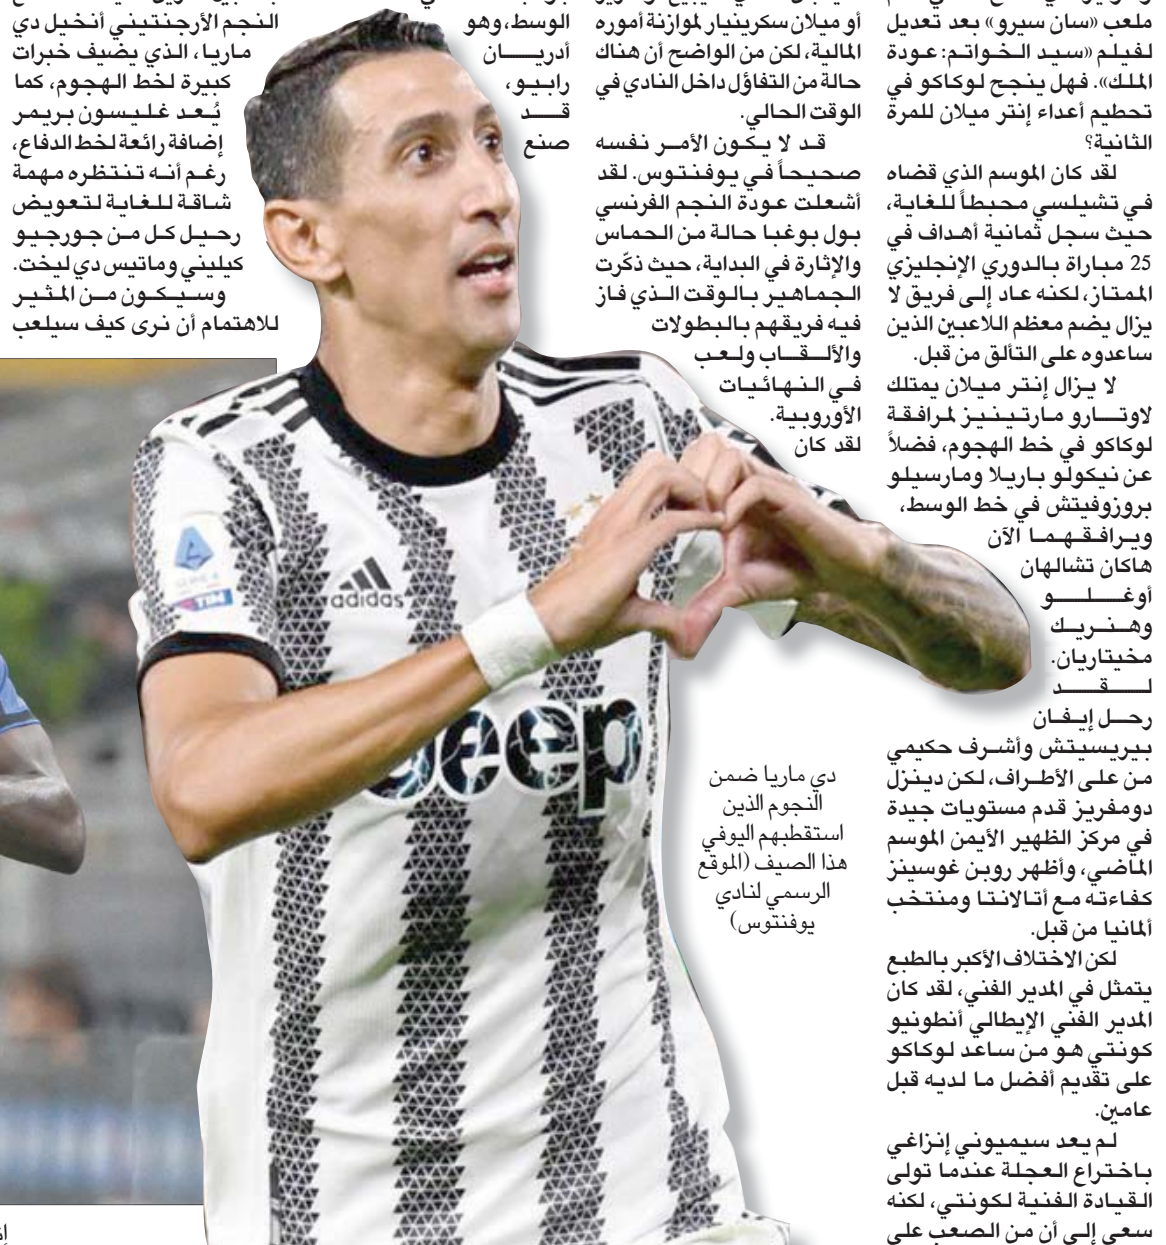 ملعب «سان سيرو» بعد تعديل
لفيلم «سيد الخواتم: عودة
الملك». فهل ينجح لوكاكو في
تحطيم أعداء إنتر ميلان للمرة
الثانية؟
لقد كان الموسم الذي قضاه
في تشيلسي محبطاً للغاية،
حيث سجل ثمانية أهداف في
25 مباراة بالدوري الإنجليزي
الممتاز، لكنه عاد إلى فريق لا
يزال يضم معظم اللاعبين الذين
ساعدوه على التألق من قبل.
لا يزال إنتر ميلان يمتلك
لاوتارو مارتينيز لمرافقة
لوكاكو في خط الهجوم، فضلاً
عن نيكولو باريلا ومارسيلو
بروزوفيتش في خط الوسط،
ويرافقهما الآن
هاكان تشالهان
أوغلو
وهنريك
مخيتاريان.
لقد
رحل إيفان
بيريسيتش وأشرف حكيمي
من على الأطراف، لكن دينزل
دومفريز قدم مستويات جيدة
في مركز الظهير الأيمن الموسم
الماضي، وأظهر روبن غوسينز
كفاءته مع أتالانتا ومنتخب
ألمانيا من قبل.
لكن الاختلاف الأكبر بالطبع
يتمثل في المدير الفني، لقد كان
المدير الفني الإيطالي أنطونيو
كونتي هو من ساعد لوكاكو
على تقديم أفضل ما لديه قبل
عامين.
لم يعد سيميوني إنزاغي
باختراع العجلة عندما تولى
القيادة الفنية لكونتي، لكنه
سعى إلى أن من الصعب على
أو ميلان سكرينيار لموازنة أموره
المالية، لكن من الواضح أن هناك
حالة من التفاؤل داخل النادي في
الوقت الحالي.
قد لا يكون الأمر نفسه
صحيحاً في يوفنتوس. لقد
أشعلت عودة النجم الفرنسي
بول بوغبا حالة من الحماس
والإثارة في البداية، حيث ذكّرت
الجماهير بالوقت الذي فاز
فيه فريقهم بالبطولات
والألقاب ولعب
في النهائيات
الأوروبية.
لقد كان
الوسط، وهو
أدريان
رابيو،
قد
صنع
النجم الأرجنتيني أنخيل دي
ماريا، الذي يضيف خبرات
كبيرة لخط الهجوم، كما
يُعد غليسون بريمر
إضافة رائعة لخط الدفاع،
رغم أنه تنتظره مهمة
شاقة للغاية لتعويض
رحيل كل من جورجيو
كيليني وماتيس دي ليخت.
وسيكون من المثير
للاهتمام أن نرى كيف سيلعب
دي ماريا ضمن
النجوم الذين
استقطبهم اليوفي
هذا الصيف (الموقع
الرسمي لنادي
يوفنتوس)
adidas
Jeep
SERIE A
TIM